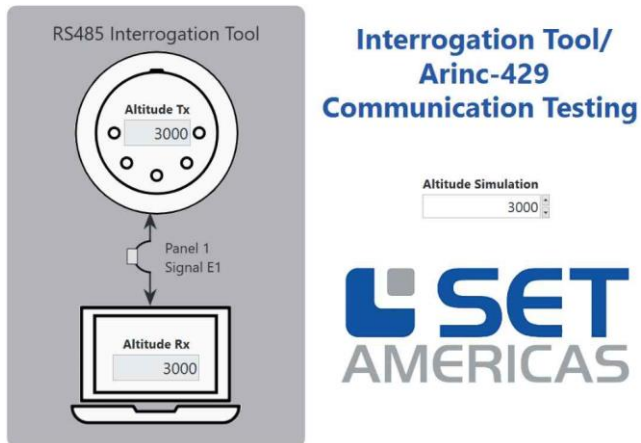 RS485 Interrogation Tool
Altitude Tx
3000
Panel 1
Signal E1
Altitude Rx
3000
Interrogation Tool/
Arinc-429
Communication Testing
Altitude Simulation
3000
SET
AMERICAS